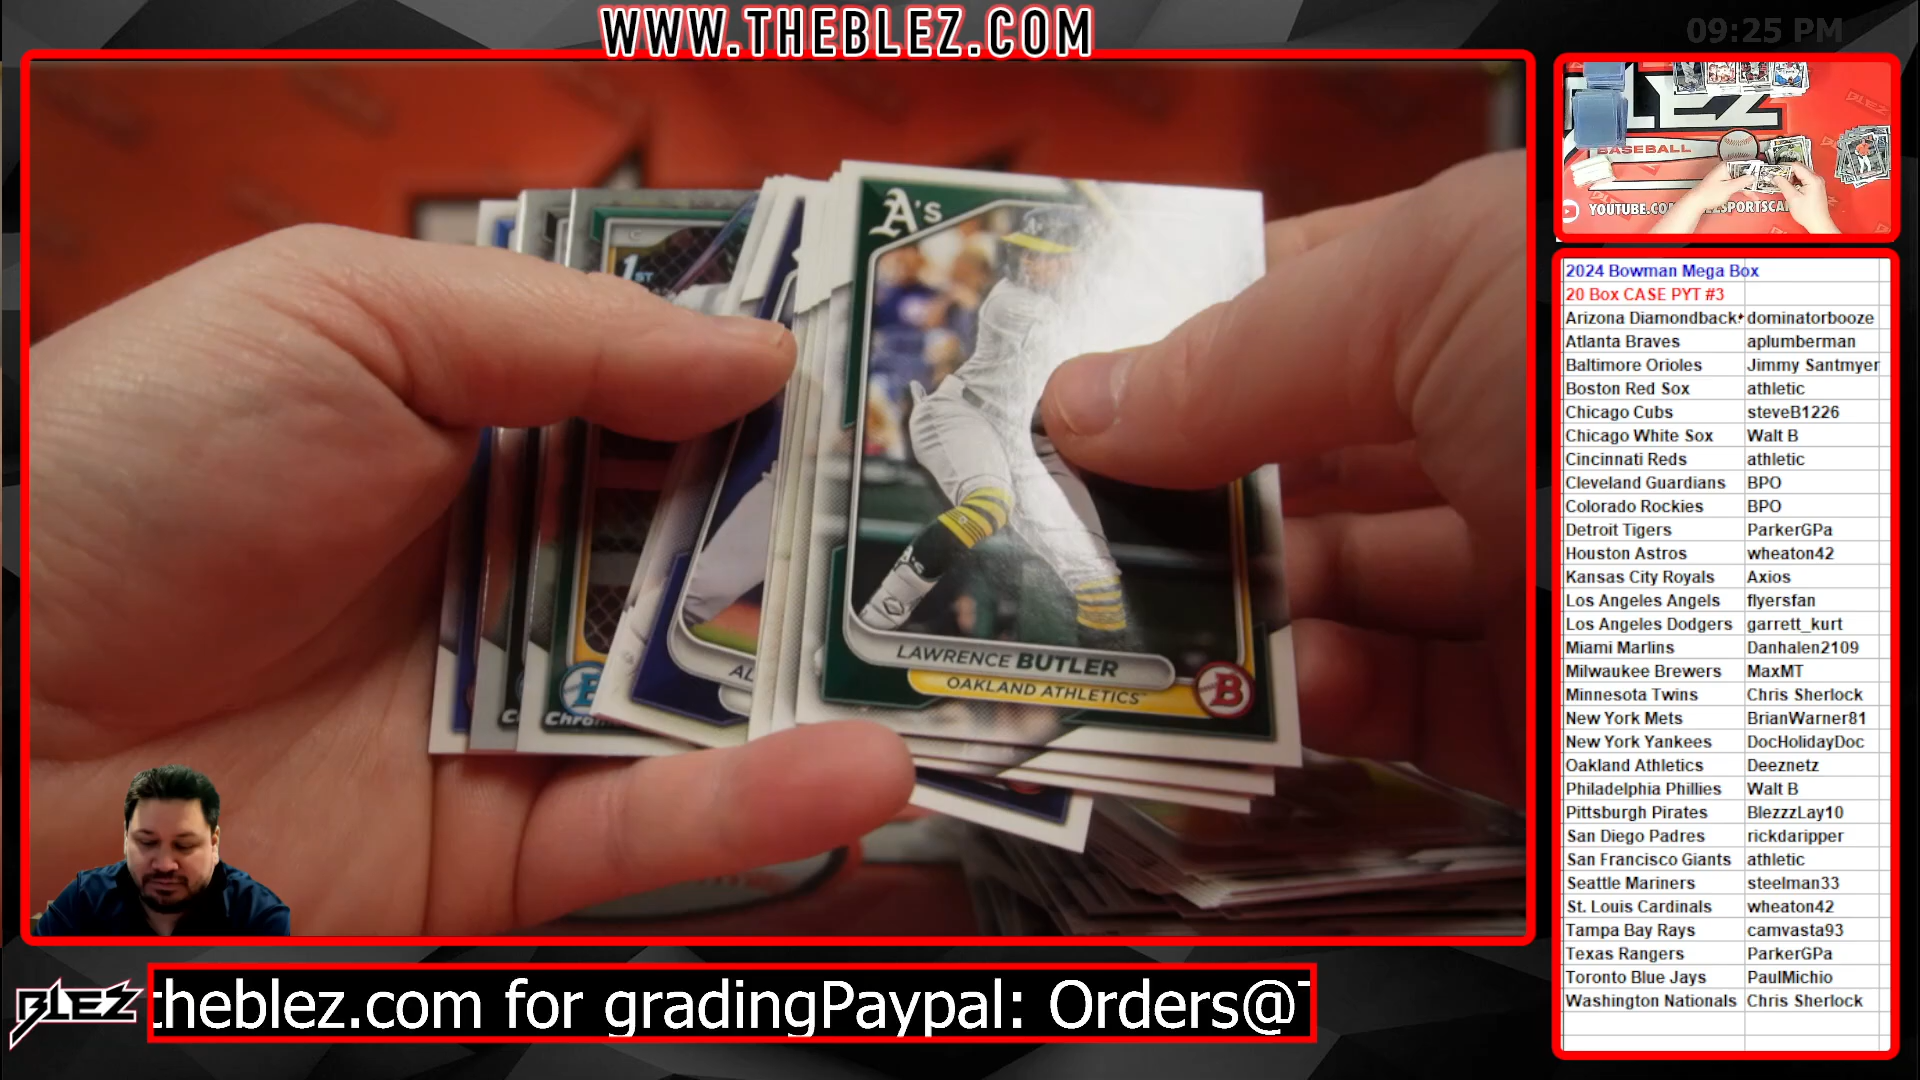 WWW.THEBLEZ.COM
09:25 PM
A's
1ST
LAWRENCE BUTLER
OAKLAND ATHLETICS
B
BASEBALL
2024 Bowman Mega Box
20 Box CASE PYT #3
Arizona Diamondback dominatorbooze
Atlanta Braves aplumberman
Baltimore Orioles Jimmy Santmyer
Boston Red Sox athletic
Chicago Cubs steveB1226
Chicago White Sox Walt B
Cincinnati Reds athletic
Cleveland Guardians BPO
Colorado Rockies BPO
Detroit Tigers ParkerGPa
Houston Astros wheaton42
Kansas City Royals Axios
Los Angeles Angels flyersfan
Los Angeles Dodgers garrett_kurt
Miami Marlins Danhalen2109
Milwaukee Brewers MaxMT
Minnesota Twins Chris Sherlock
New York Mets BrianWarner81
New York Yankees DocHolidayDoc
Oakland Athletics Deeznetz
Philadelphia Phillies Walt B
Pittsburgh Pirates BlezzzLay10
San Diego Padres rickdaripper
San Francisco Giants athletic
Seattle Mariners steelman33
St. Louis Cardinals wheaton42
Tampa Bay Rays camvasta93
Texas Rangers ParkerGPa
Toronto Blue Jays PaulMichio
Washington Nationals Chris Sherlock
BLEZ
theblez.com for gradingPaypal: Orders@